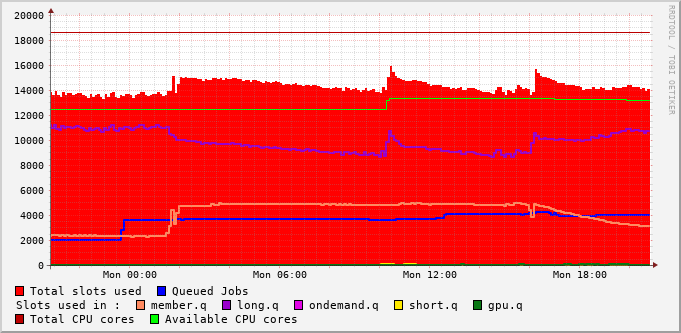 20000
18000
16000
14000
12000
10000
8000
6000
4000
2000
0
Mon 00:00 Mon 06:00 Mon 12:00 Mon 18:00
RRDTOOL / TOBI OETIKER
Total slots used Queued Jobs
Slots used in : member.q long.q ondemand.q short.q gpu.q
Total CPU cores Available CPU cores